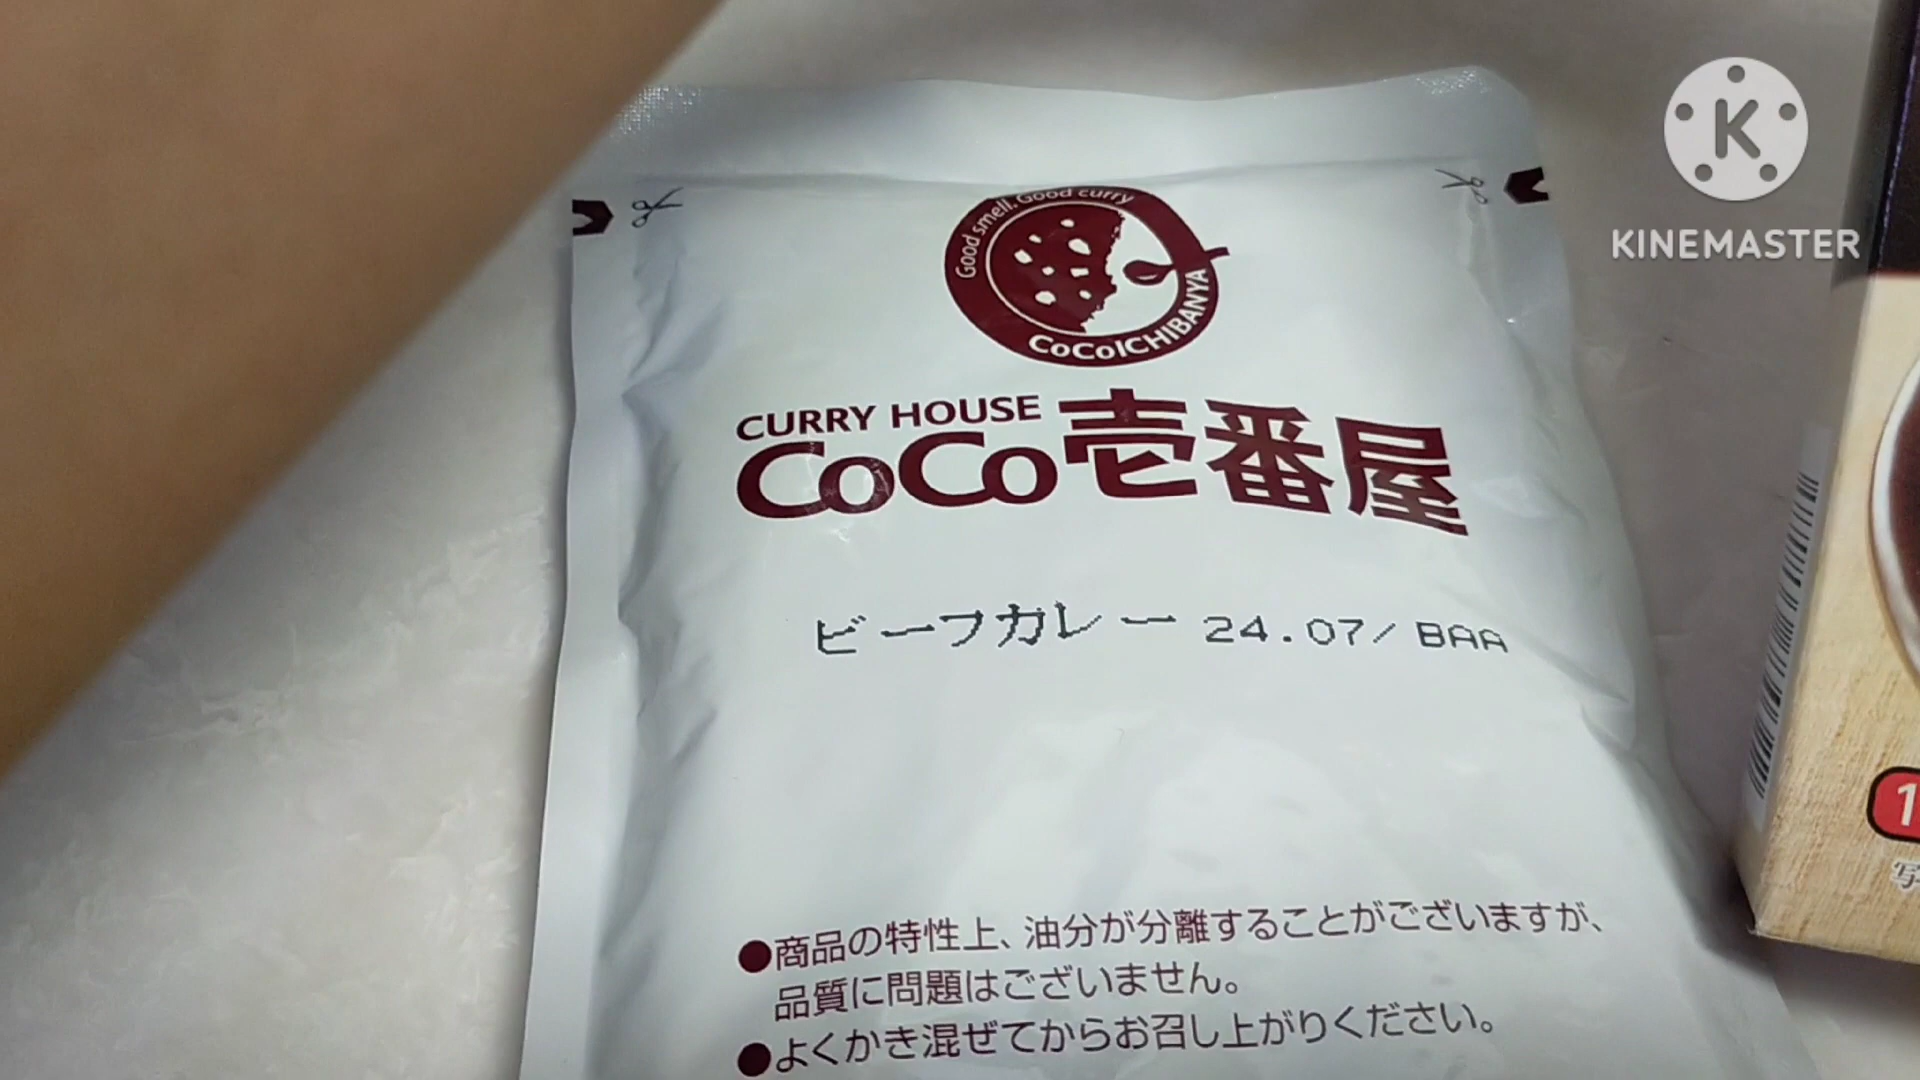 Good smell. Good curry
CoCoICHIBANYA
CURRY HOUSE
CoCo壱番屋
ビーフカレー 24.07/ BAA
●商品の特性上、油分が分離することがございますが、
品質に問題はございません。
●よくかき混ぜてからお召し上がりください。
K
KINEMASTER
1
写